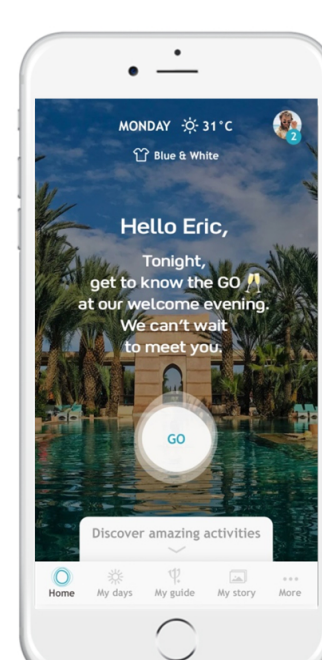 MONDAY 31°C
2
Blue & White
Hello Eric,
Tonight,
get to know the GO 🥂
at our welcome evening.
We can't wait
to meet you.
GO
Discover amazing activities
Home My days My guide My story More